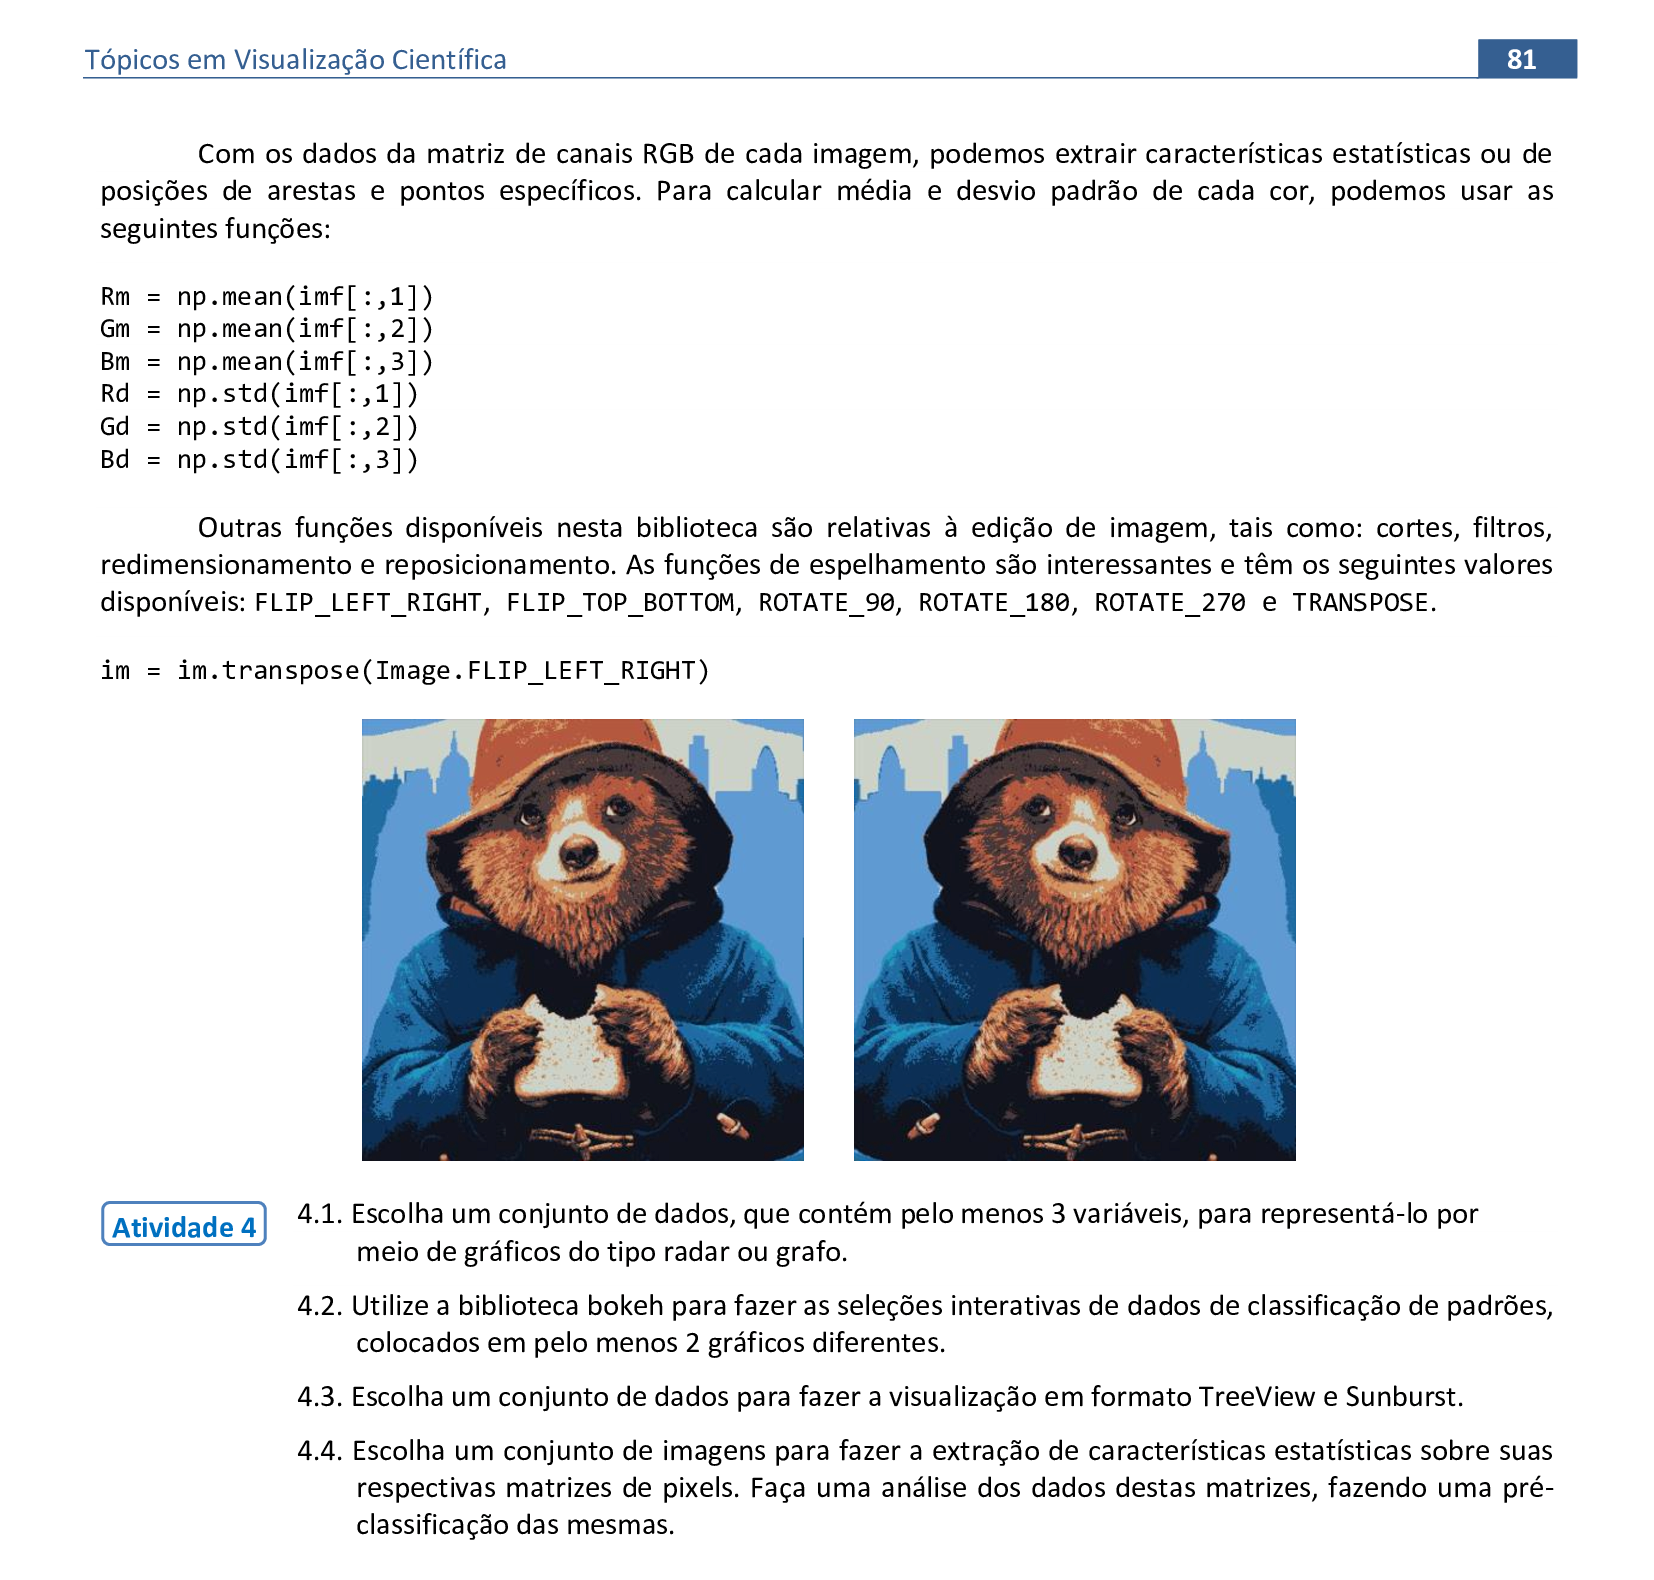 Tópicos em Visualização Científica
81
Com os dados da matriz de canais RGB de cada imagem, podemos extrair características estatísticas ou de
posições de arestas e pontos específicos. Para calcular média e desvio padrão de cada cor, podemos usar as
seguintes funções:
Rm = np.mean(imf[:,1])
Gm = np.mean(imf[:,2])
Bm = np.mean(imf[:,3])
Rd = np.std(imf[:,1])
Gd = np.std(imf[:,2])
Bd = np.std(imf[:,3])
Outras funções disponíveis nesta biblioteca são relativas à edição de imagem, tais como: cortes, filtros,
redimensionamento e reposicionamento. As funções de espelhamento são interessantes e têm os seguintes valores
disponíveis: FLIP_LEFT_RIGHT, FLIP_TOP_BOTTOM, ROTATE_90, ROTATE_180, ROTATE_270 e TRANSPOSE.
im = im.transpose(Image.FLIP_LEFT_RIGHT)
Atividade 4
4.1. Escolha um conjunto de dados, que contém pelo menos 3 variáveis, para representá-lo por
meio de gráficos do tipo radar ou grafo.
4.2. Utilize a biblioteca bokeh para fazer as seleções interativas de dados de classificação de padrões,
colocados em pelo menos 2 gráficos diferentes.
4.3. Escolha um conjunto de dados para fazer a visualização em formato TreeView e Sunburst.
4.4. Escolha um conjunto de imagens para fazer a extração de características estatísticas sobre suas
respectivas matrizes de pixels. Faça uma análise dos dados destas matrizes, fazendo uma pré-
classificação das mesmas.